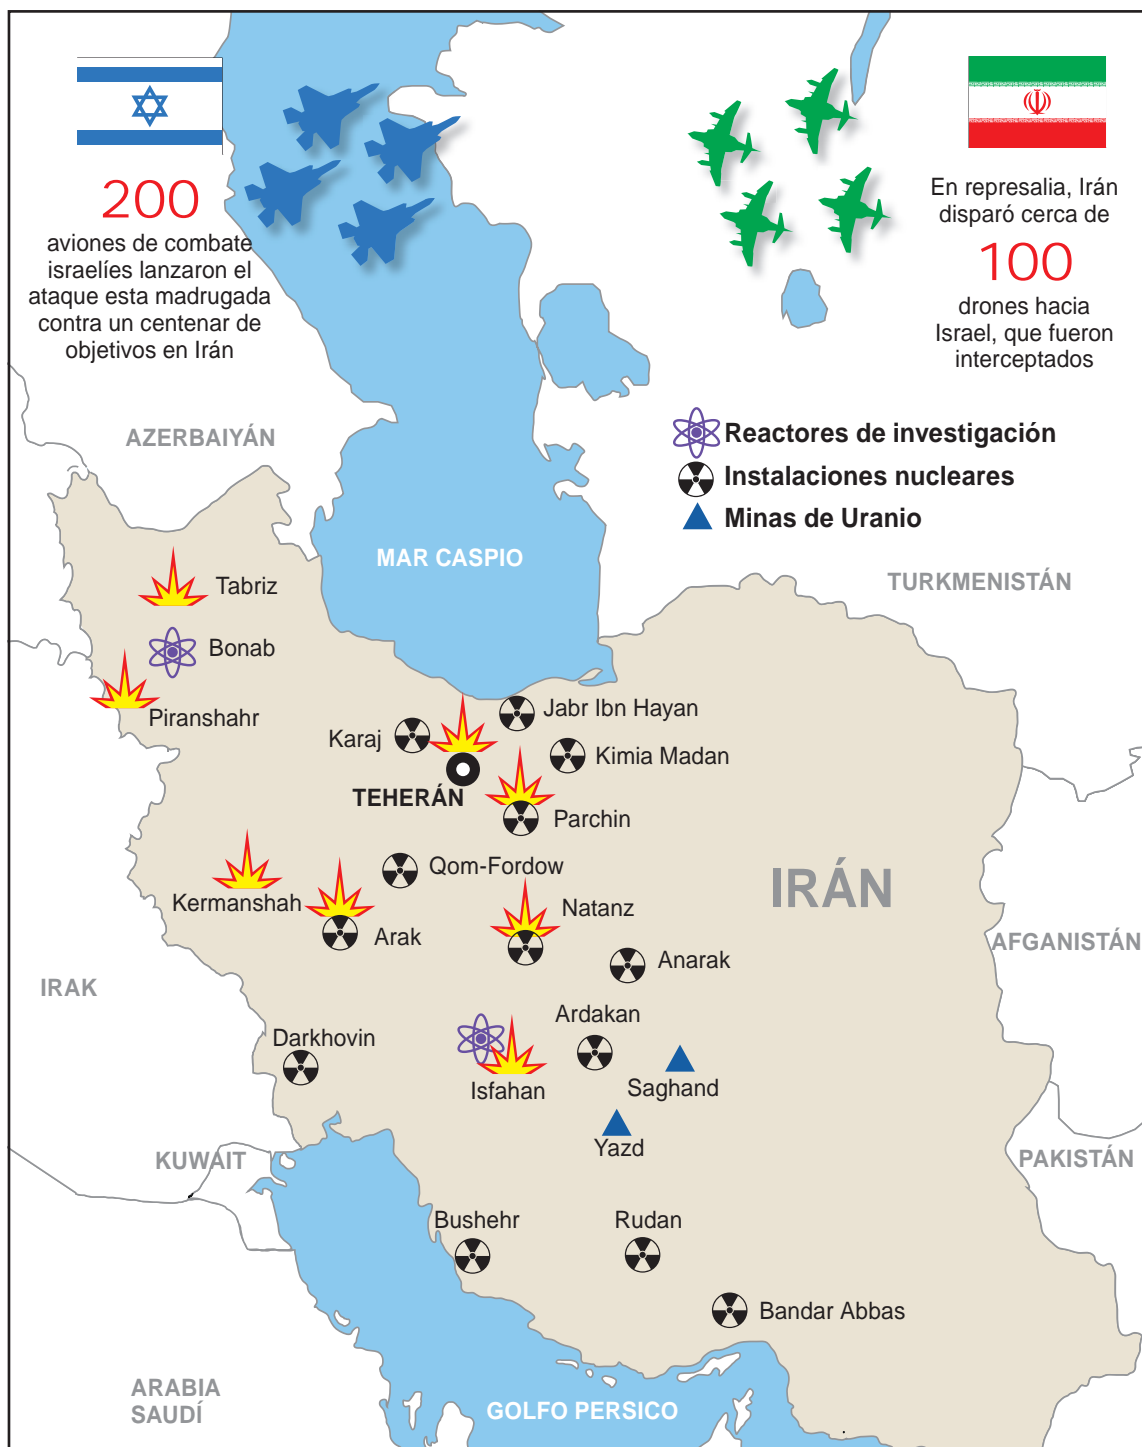 200
aviones de combate
israelíes lanzaron el
ataque esta madrugada
contra un centenar de
objetivos en Irán
En represalia, Irán
disparó cerca de
100
drones hacia
Israel, que fueron
interceptados
Reactores de investigación
Instalaciones nucleares
Minas de Uranio
AZERBAIYÁN
MAR CASPIO
TURKMENISTÁN
Tabriz
Bonab
Piranshahr
Jabr Ibn Hayan
Karaj
Kimia Madan
TEHERÁN
Parchin
Qom-Fordow
IRÁN
Kermanshah
Natanz
Arak
AFGANISTÁN
Anarak
IRAK
Ardakan
Darkhovin
Isfahan
Saghand
Yazd
KUWAIT
PAKISTÁN
Bushehr
Rudan
Bandar Abbas
ARABIA
SAUDÍ
GOLFO PERSICO